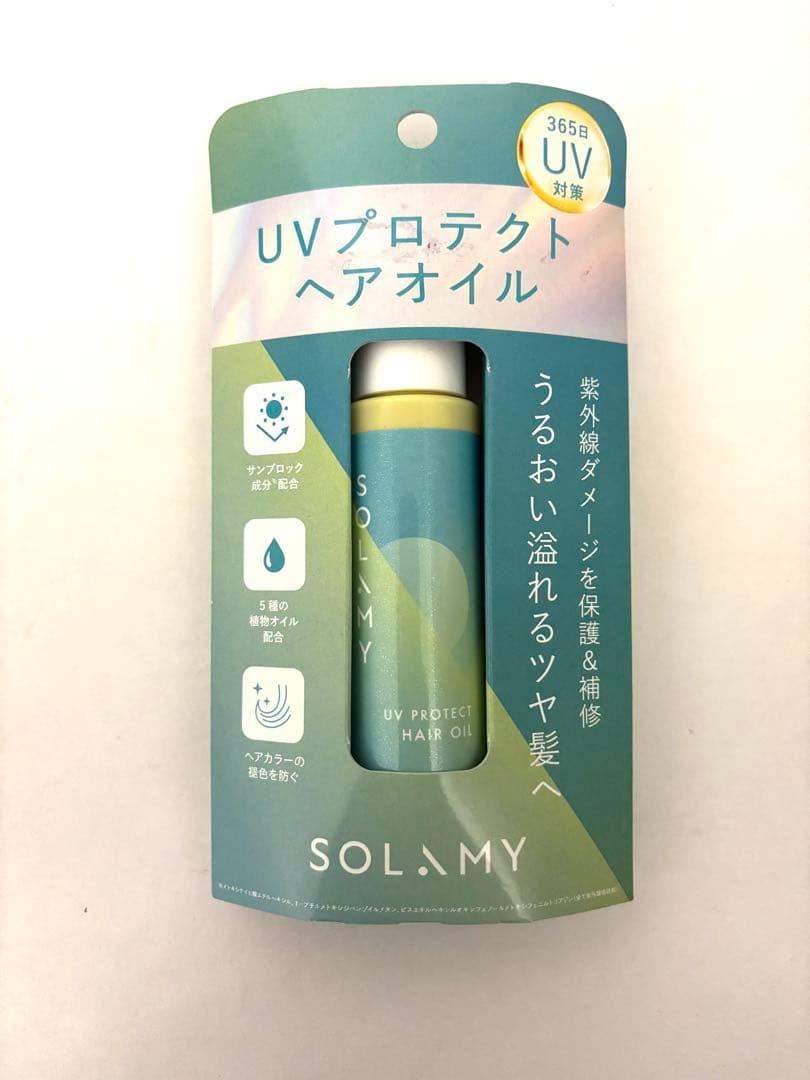 365日
UV
対策
UVプロテクト
ヘアオイル
紫外線ダメージを保護&補修
うるおい溢れるツヤ髪へ
サンブロック
成分※配合
5種の
植物オイル
配合
ヘアカラーの
褪色を防ぐ
SOLAMY
UV PROTECT
HAIR OIL
SOLAMY